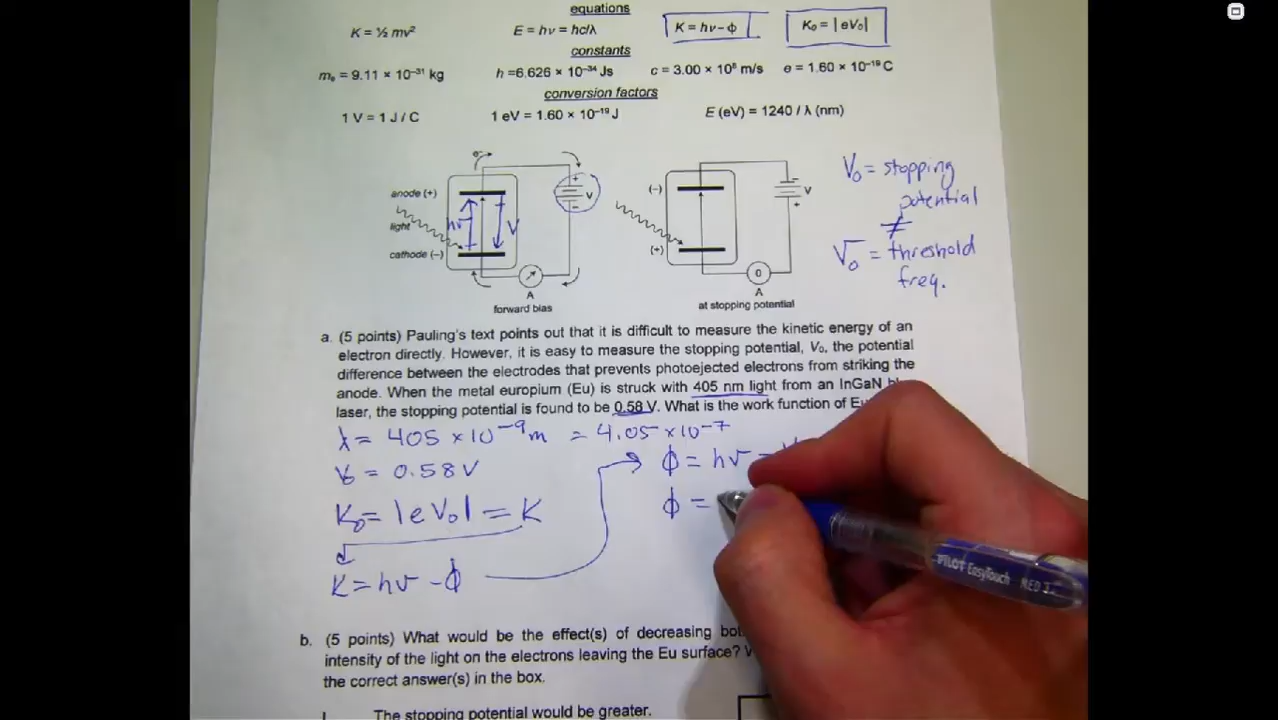 equations
K = ½ mv² E = hν = hc/λ K = hν – ϕ K₀ = | eV₀|
constants
mₑ = 9.11 × 10⁻³¹ kg h =6.626 × 10⁻³⁴ Js c = 3.00 × 10⁸ m/s e = 1.60 × 10⁻¹⁹ C
conversion factors
1 V = 1 J / C 1 eV = 1.60 × 10⁻¹⁹ J E (eV) = 1240 / λ (nm)
e⁻
anode (+)
light
cathode (–)
hν
V
+
V
–
A
forward bias
(–)
(+)
–
V
+
0
A
at stopping potential
V₀ = stopping
potential
≠
ν₀ = threshold
freq.
a. (5 points) Pauling's text points out that it is difficult to measure the kinetic energy of an
electron directly. However, it is easy to measure the stopping potential, V₀, the potential
difference between the electrodes that prevents photoejected electrons from striking the
anode. When the metal europium (Eu) is struck with 405 nm light from an InGaN
laser, the stopping potential is found to be 0.58 V. What is the work function of
λ = 405 × 10⁻⁹ m = 4.05 × 10⁻⁷
V₀ = 0.58 V
K₀ = |eV₀| = K
K = hν - ϕ
ϕ = hν -
ϕ =
b. (5 points) What would be the effect(s) of decreasing
intensity of the light on the electrons leaving the Eu surface?
the correct answer(s) in the box.
The stopping potential would be greater.
PILOT EasyTouch MED